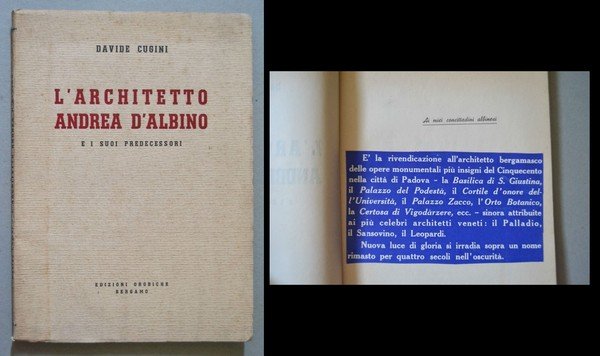 DAVIDE CUGINI
L'ARCHITETTO
ANDREA D'ALBINO
E I SUOI PREDECESSORI
EDIZIONI OROBICHE
BERGAMO
Ai miei concittadini albinesi
E' la rivendicazione all'architetto bergamasco
delle opere monumentali più insigni del Cinquecento
nella città di Padova - la Basilica di S. Giustina,
il Palazzo del Podestà, il Cortile d'onore del-
l'Università, il Palazzo Zacco, l'Orto Botanico,
la Certosa di Vigodàrzere, ecc. - sinora attribuite
ai più celebri architetti veneti: il Palladio,
il Sansovino, il Leopardi.
Nuova luce di gloria si irradia sopra un nome
rimasto per quattro secoli nell'oscurità.